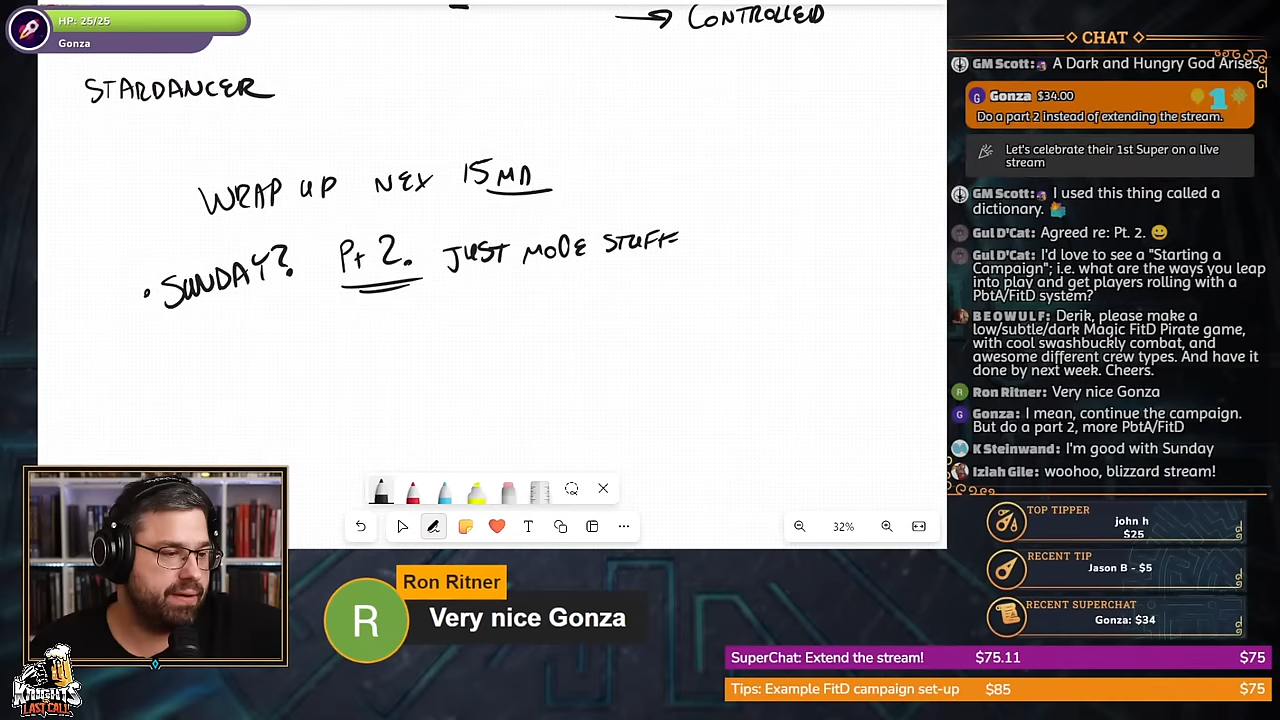 HP: 25/25
Gonza
→ CONTROLLED
STARDANCER
WRAP UP NEX 15
• SUNDAY? Pt 2. JUST MODE STUFF
CHAT
GM Scott: A Dark and Hungry God Arises
G Gonza $34.00 1
Do a part 2 instead of extending the stream.
Let's celebrate their 1st Super on a live
stream
GM Scott: I used this thing called a
dictionary.
Gul D'Cat: Agreed re: Pt. 2. 😀
Gul D'Cat: I'd love to see a "Starting a
Campaign"; i.e. what are the ways you leap
into play and get players rolling with a
PbtA/FitD system?
B E O W U L F: Derik, please make a
low/subtle/dark Magic FitD Pirate game,
with cool swashbuckly combat, and
awesome different crew types. And have it
done by next week. Cheers.
R Ron Ritner: Very nice Gonza
G Gonza: I mean, continue the campaign.
But do a part 2, more PbtA/FitD
K Steinwand: I'm good with Sunday
Iziah Gile: woohoo, blizzard stream!
T
32%
TOP TIPPER
john h
$25
RECENT TIP
Jason B - $5
RECENT SUPERCHAT
Gonza: $34
Ron Ritner
R Very nice Gonza
SuperChat: Extend the stream! $75.11 $75
Tips: Example FitD campaign set-up $85 $75
KNIGHTS
LAST CALL